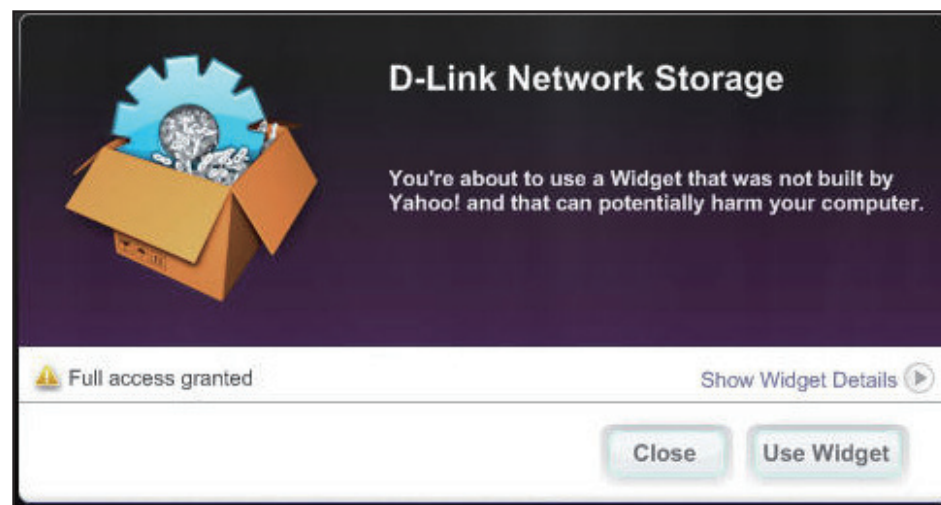 D-Link Network Storage
You're about to use a Widget that was not built by
Yahoo! and that can potentially harm your computer.
Full access granted
Show Widget Details
Close
Use Widget